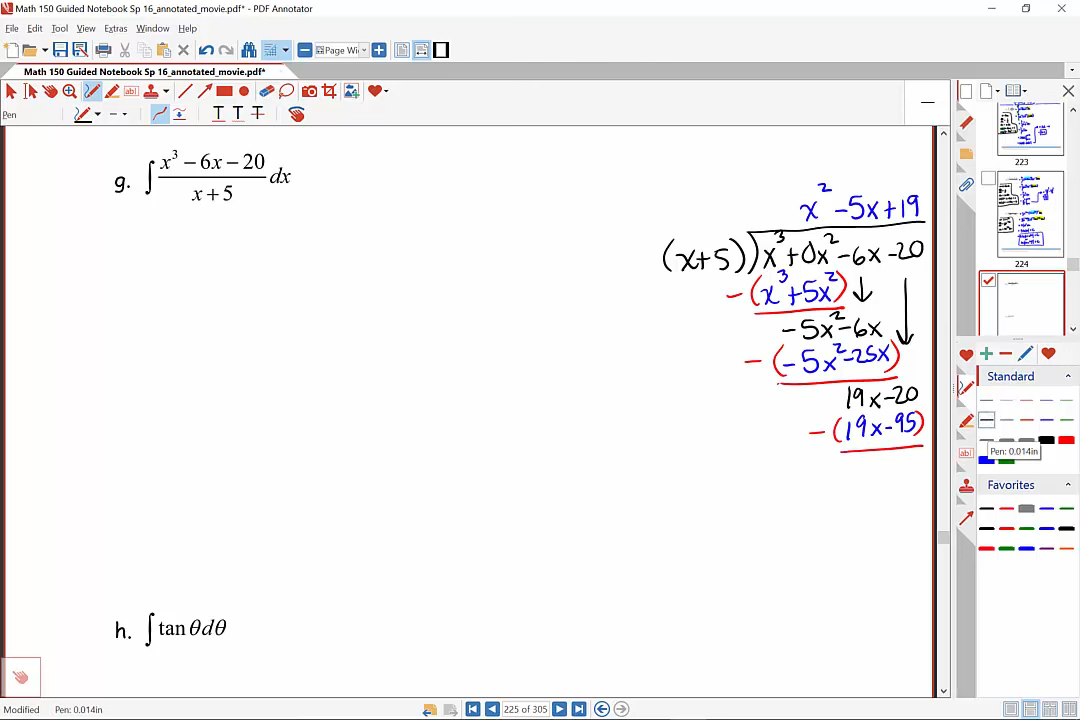 Math 150 Guided Notebook Sp 16_annotated_movie.pdf* - PDF Annotator
File Edit Tool View Extras Window Help
Page Wi
Math 150 Guided Notebook Sp 16_annotated_movie.pdf*
Pen
g. ∫ (x³ − 6x − 20)/(x + 5) dx
x² − 5x + 19
(x+5) ) x³ + 0x² − 6x − 20
− (x³ + 5x²)
− 5x² − 6x
− (− 5x² − 25x)
19x − 20
− (19x − 95)
h. ∫ tan θ dθ
223
224
Standard
Pen: 0.014in
Favorites
Modified Pen: 0.014in
225 of 305